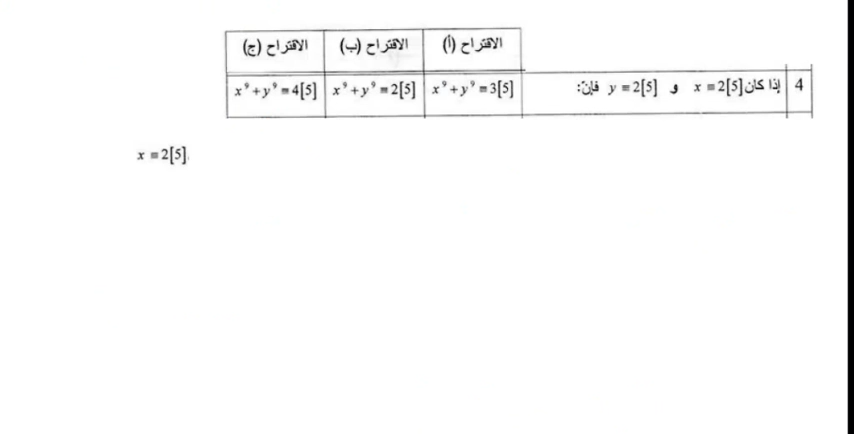 الاقتراح (أ) الاقتراح (ب) الاقتراح (ج)
4 إذا كان x ≡ 2[5] و y ≡ 2[5] فإنّ: x⁹ + y⁹ ≡ 3[5] x⁹ + y⁹ ≡ 2[5] x⁹ + y⁹ ≡ 4[5]
x ≡ 2[5].